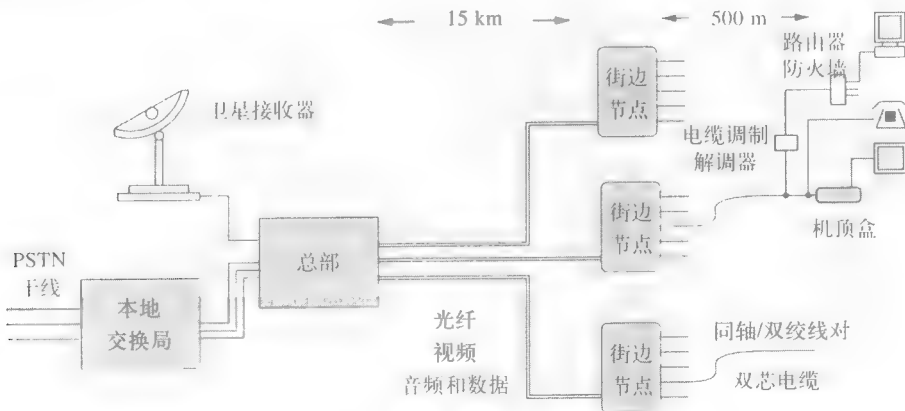 15 km
500 m
路由器
防火墙
街边
节点
卫星接收器
电缆调制
解调器
街边
节点
机顶盒
总部
PSTN
干线
本地
交换局
光纤
视频
音频和数据
街边
节点
同轴/双绞线对
双芯电缆